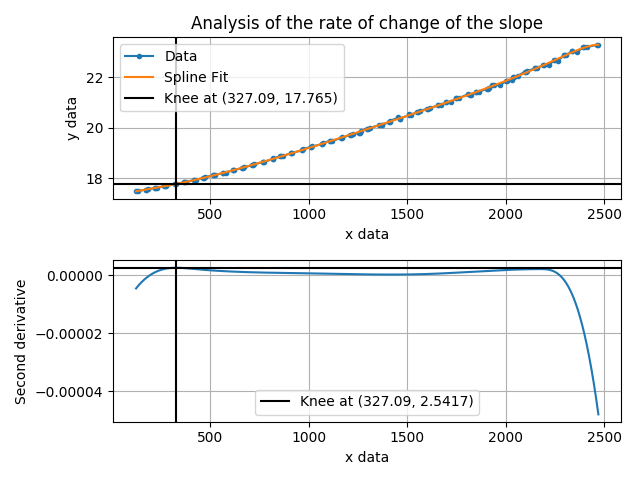 Analysis of the rate of change of the slope
Data
Spline Fit
Knee at (327.09, 17.765)
y data
22
20
18
500
1000
1500
2000
2500
x data
Second derivative
0.00000
−0.00002
−0.00004
Knee at (327.09, 2.5417)
500
1000
1500
2000
2500
x data